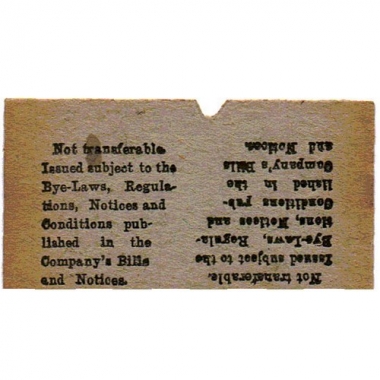 Not transferable
Issued subject to the
Bye-Laws, Regula-
tions, Notices and
Conditions pub-
lished in the
Company's Bills
and Notices.
Not transferable.
Issued subject to the
Bye-Laws, Regula-
tions, Notices and
Conditions pub-
lished in the
Company's Bills
and Notices.